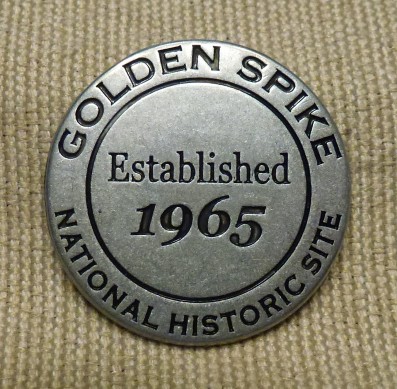 GOLDEN SPIKE
Established
1965
NATIONAL HISTORIC SITE